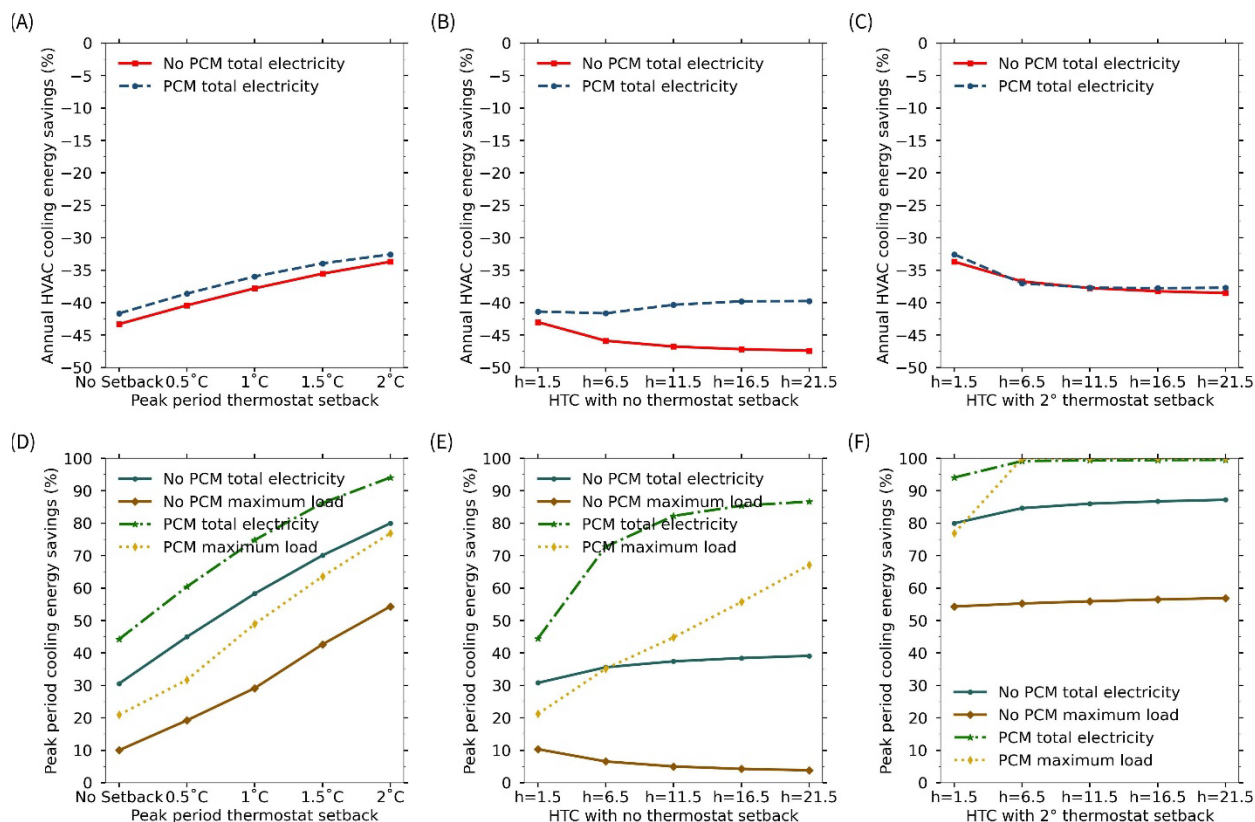 (A)
Annual HVAC cooling energy savings (%)
0
−5
−10
−15
−20
−25
−30
−35
−40
−45
−50
No PCM total electricity
PCM total electricity
No Setback 0.5˚C 1˚C 1.5˚C 2˚C
Peak period thermostat setback
(B)
Annual HVAC cooling energy savings (%)
0
−5
−10
−15
−20
−25
−30
−35
−40
−45
−50
No PCM total electricity
PCM total electricity
h=1.5 h=6.5 h=11.5 h=16.5 h=21.5
HTC with no thermostat setback
(C)
Annual HVAC cooling energy savings (%)
0
−5
−10
−15
−20
−25
−30
−35
−40
−45
−50
No PCM total electricity
PCM total electricity
h=1.5 h=6.5 h=11.5 h=16.5 h=21.5
HTC with 2° thermostat setback
(D)
Peak period cooling energy savings (%)
100
90
80
70
60
50
40
30
20
10
0
No PCM total electricity
No PCM maximum load
PCM total electricity
PCM maximum load
No Setback 0.5˚C 1˚C 1.5˚C 2˚C
Peak period thermostat setback
(E)
Peak period cooling energy savings (%)
100
90
80
70
60
50
40
30
20
10
0
No PCM total electricity
No PCM maximum load
PCM total electricity
PCM maximum load
h=1.5 h=6.5 h=11.5 h=16.5 h=21.5
HTC with no thermostat setback
(F)
Peak period cooling energy savings (%)
100
90
80
70
60
50
40
30
20
10
0
No PCM total electricity
No PCM maximum load
PCM total electricity
PCM maximum load
h=1.5 h=6.5 h=11.5 h=16.5 h=21.5
HTC with 2° thermostat setback